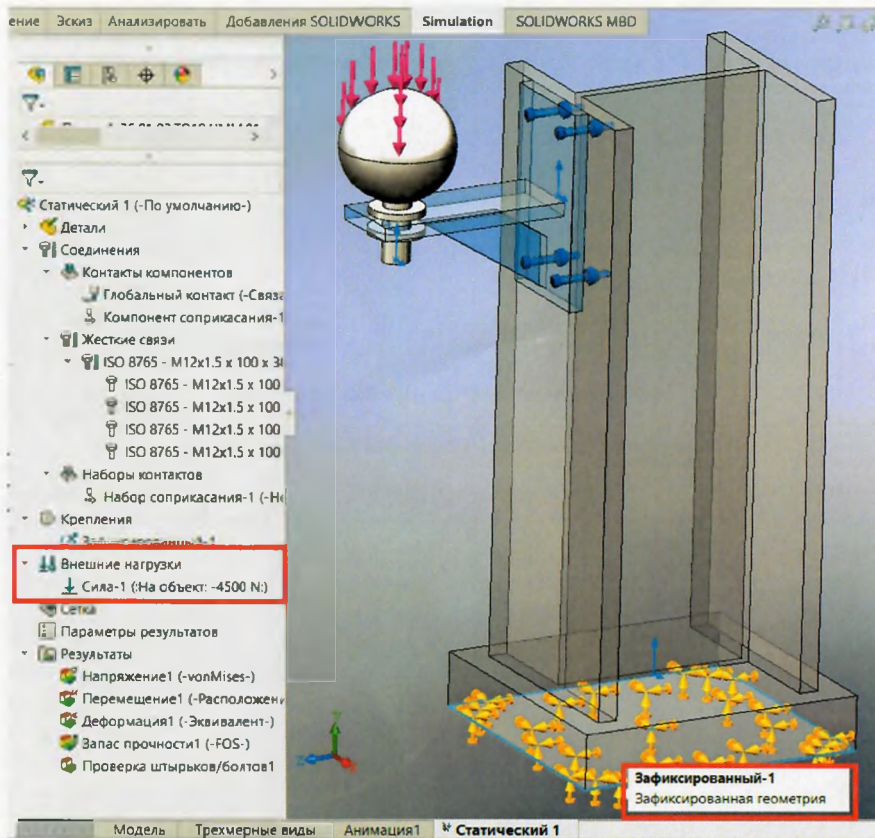 ение Эскиз Анализировать Добавления SOLIDWORKS Simulation SOLIDWORKS MBD
Статический 1 (-По умолчанию-)
Детали
Соединения
Контакты компонентов
Глобальный контакт (-Связа
Компонент соприкасания-1
Жесткие связи
ISO 8765 - M12x1.5 x 100 x 3
ISO 8765 - M12x1.5 x 100
ISO 8765 - M12x1.5 x 100
ISO 8765 - M12x1.5 x 100
ISO 8765 - M12x1.5 x 100
Наборы контактов
Набор соприкасания-1 (-Не
Крепления
Внешние нагрузки
Сила-1 (:На объект: -4500 N:)
Сетка
Параметры результатов
Результаты
Напряжение1 (-vonMises-)
Перемещение1 (-Расположени
Деформация1 (-Эквивалент-)
Запас прочности1 (-FOS-)
Проверка штырьков/болтов1
Зафиксированный-1
Зафиксированная геометрия
Модель Трехмерные виды Анимация1 Статический 1